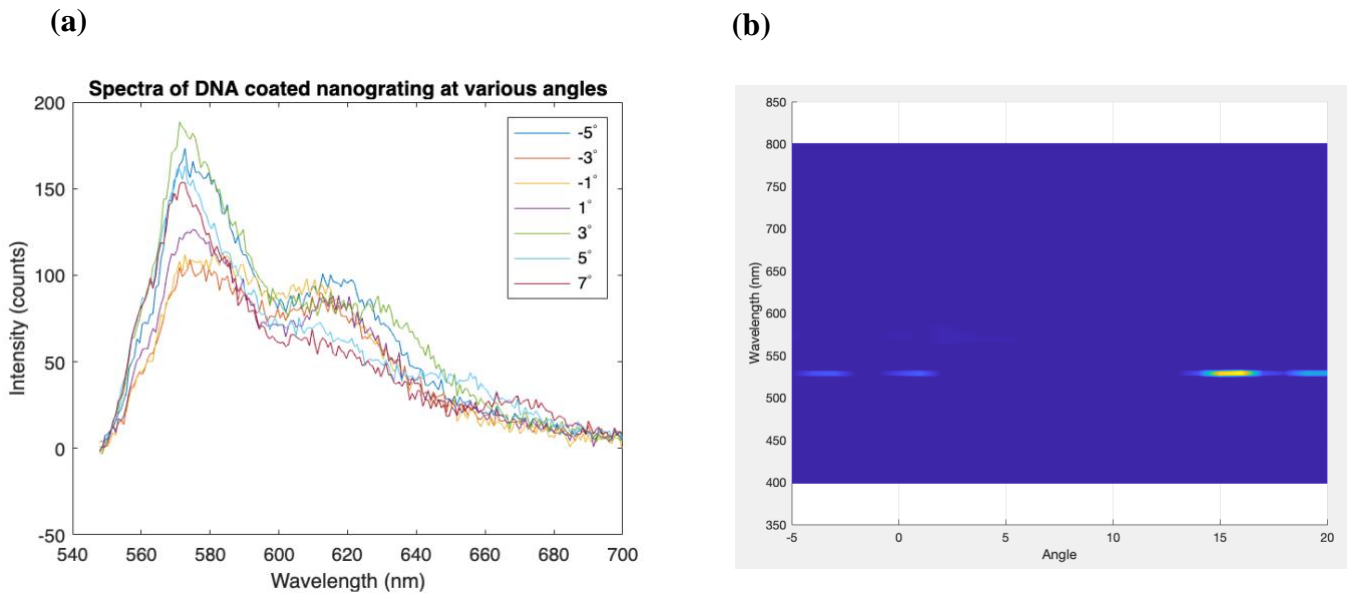 (a)
Spectra of DNA coated nanograting at various angles
200
150
100
50
0
-50
540 560 580 600 620 640 660 680 700
Intensity (counts)
Wavelength (nm)
-5°
-3°
-1°
1°
3°
5°
7°
(b)
850
800
750
700
650
600
550
500
450
400
350
-5 0 5 10 15 20
Wavelength (nm)
Angle